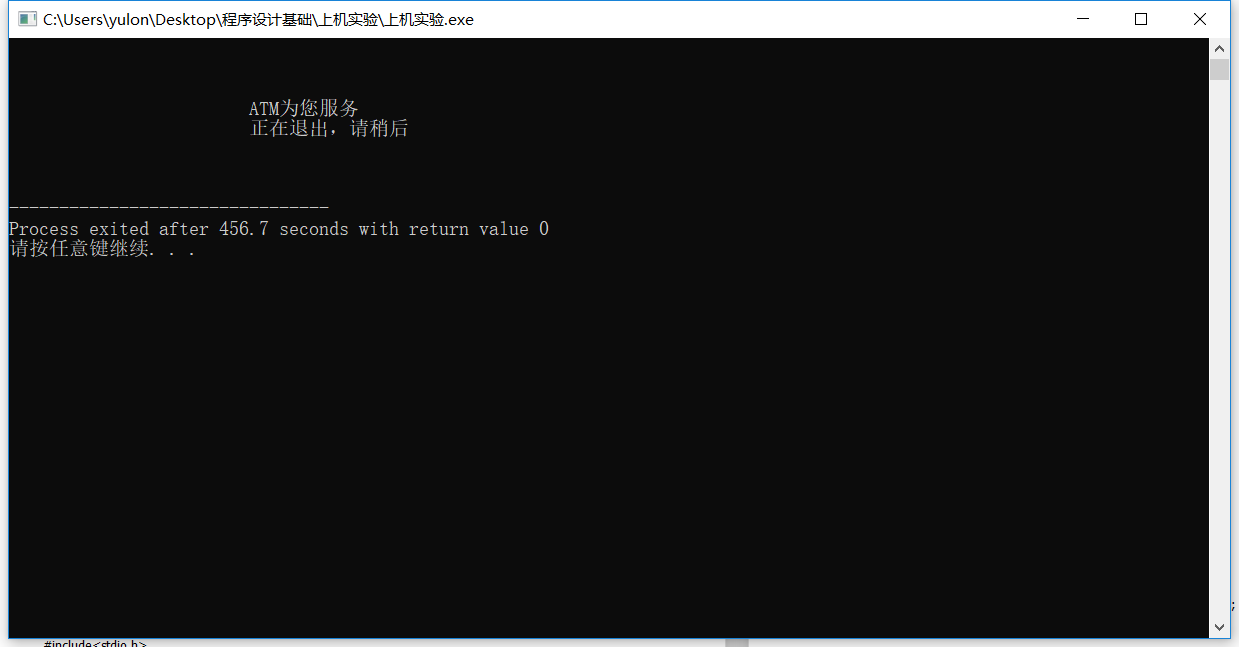 C:\Users\yulon\Desktop\程序设计基础\上机实验\上机实验.exe
ATM为您服务
正在退出，请稍后
--------------------------------
Process exited after 456.7 seconds with return value 0
请按任意键继续. . .
;
#include<stdio.h>